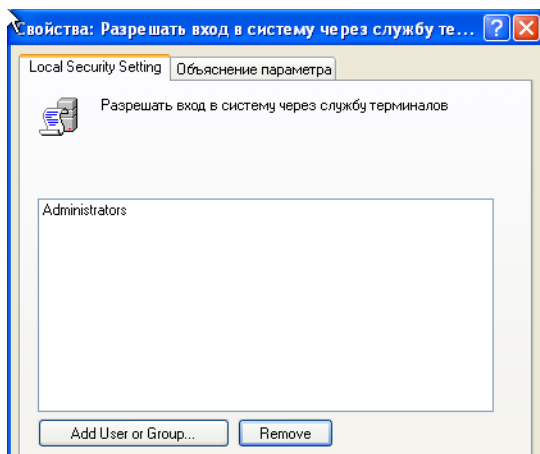 Свойства: Разрешать вход в систему через службу те...
Local Security Setting
Объяснение параметра
Разрешать вход в систему через службу терминалов
Administrators
Add User or Group...
Remove